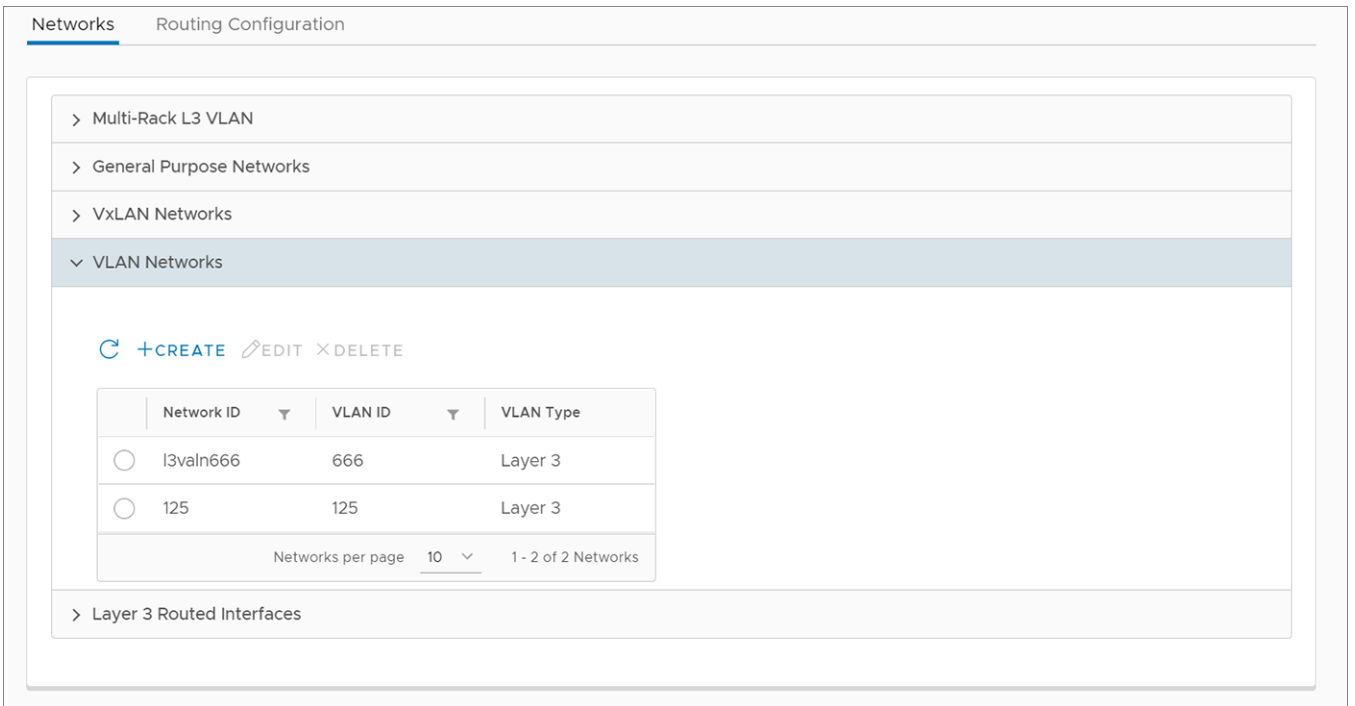 Networks Routing Configuration
Multi-Rack L3 VLAN
General Purpose Networks
VxLAN Networks
VLAN Networks
CREATE EDIT DELETE
Network ID VLAN ID VLAN Type
l3valn666 666 Layer 3
125 125 Layer 3
Networks per page 10 1 - 2 of 2 Networks
Layer 3 Routed Interfaces